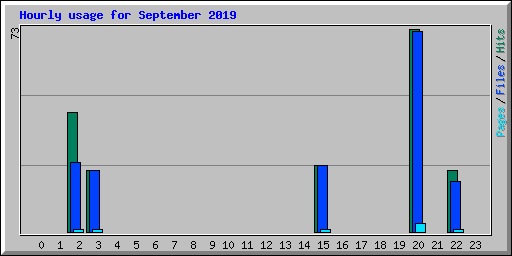 Hourly usage for September 2019
73
Pages/Files/Hits
0 1 2 3 4 5 6 7 8 9 10 11 12 13 14 15 16 17 18 19 20 21 22 23